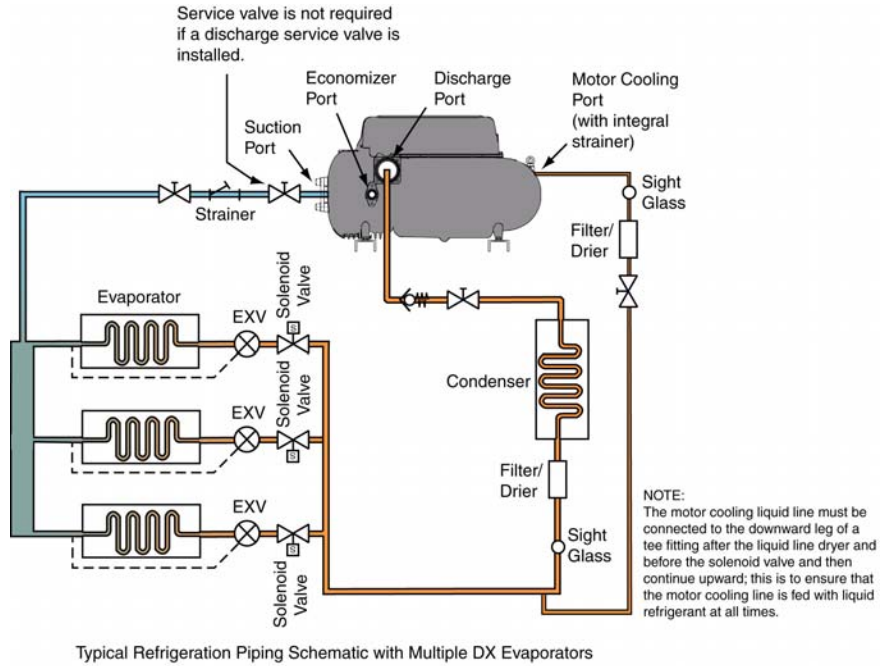 Service valve is not required
if a discharge service valve is
installed.
Economizer
Port
Discharge
Port
Motor Cooling
Port
(with integral
strainer)
Suction
Port
Strainer
Sight
Glass
Filter/
Drier
Evaporator
EXV
Solenoid
Valve
EXV
Solenoid
Valve
EXV
Solenoid
Valve
S
S
S
Condenser
Filter/
Drier
Sight
Glass
NOTE:
The motor cooling liquid line must be
connected to the downward leg of a
tee fitting after the liquid line dryer and
before the solenoid valve and then
continue upward; this is to ensure that
the motor cooling line is fed with liquid
refrigerant at all times.
Typical Refrigeration Piping Schematic with Multiple DX Evaporators